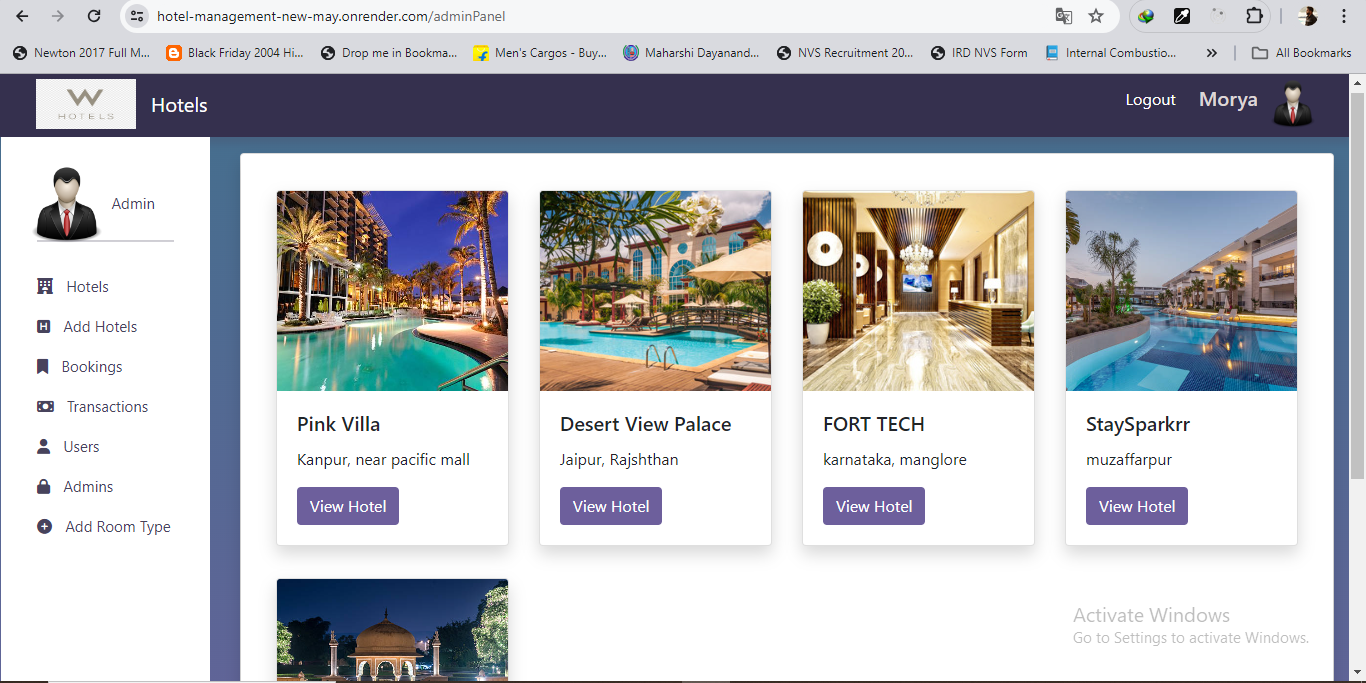 hotel-management-new-may.onrender.com/adminPanel
Newton 2017 Full M... Black Friday 2004 Hi... Drop me in Bookma... Men's Cargos - Buy... Maharshi Dayanand... NVS Recruitment 20... IRD NVS Form Internal Combustio... » All Bookmarks
W
HOTELS
Hotels
Logout
Morya
Admin
Hotels
Add Hotels
Bookings
Transactions
Users
Admins
Add Room Type
Pink Villa
Kanpur, near pacific mall
View Hotel
Desert View Palace
Jaipur, Rajshthan
View Hotel
FORT TECH
karnataka, manglore
View Hotel
StaySparkrr
muzaffarpur
View Hotel
Activate Windows
Go to Settings to activate Windows.